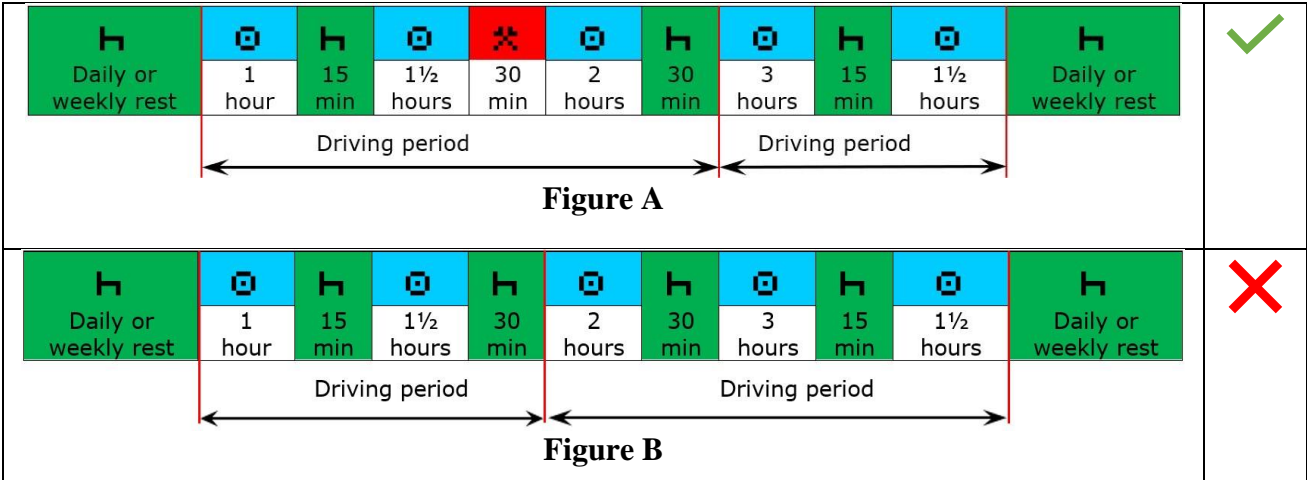 Daily or weekly rest
1 hour
15 min
1½ hours
30 min
2 hours
30 min
3 hours
15 min
1½ hours
Daily or weekly rest
Driving period
Driving period
Figure A
Daily or weekly rest
1 hour
15 min
1½ hours
30 min
2 hours
30 min
3 hours
15 min
1½ hours
Daily or weekly rest
Driving period
Driving period
Figure B